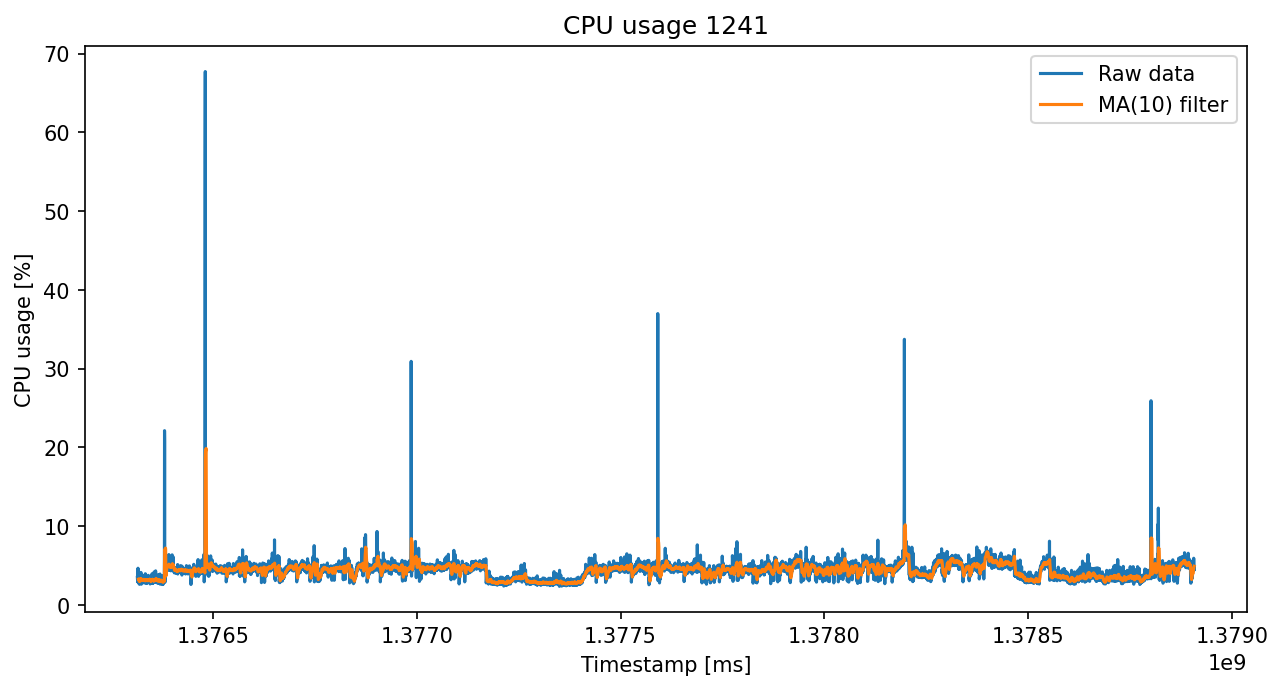 CPU usage 1241
Raw data
MA(10) filter
CPU usage [%]
70
60
50
40
30
20
10
0
1.3765 1.3770 1.3775 1.3780 1.3785 1.3790
1e9
Timestamp [ms]